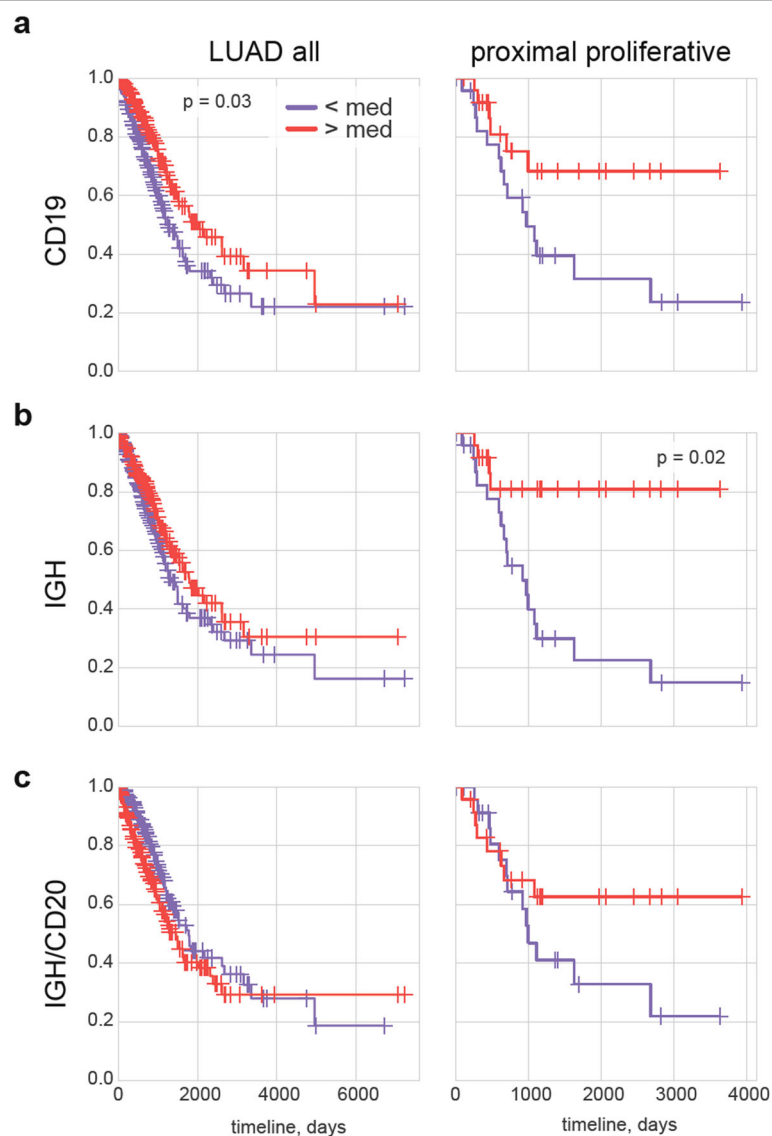 a
LUAD all
proximal proliferative
CD19
1.0
0.8
0.6
0.4
0.2
0.0
p = 0.03
< med
> med
b
IGH
1.0
0.8
0.6
0.4
0.2
0.0
p = 0.02
c
IGH/CD20
1.0
0.8
0.6
0.4
0.2
0.0
0 2000 4000 6000
0 1000 2000 3000 4000
timeline, days
timeline, days